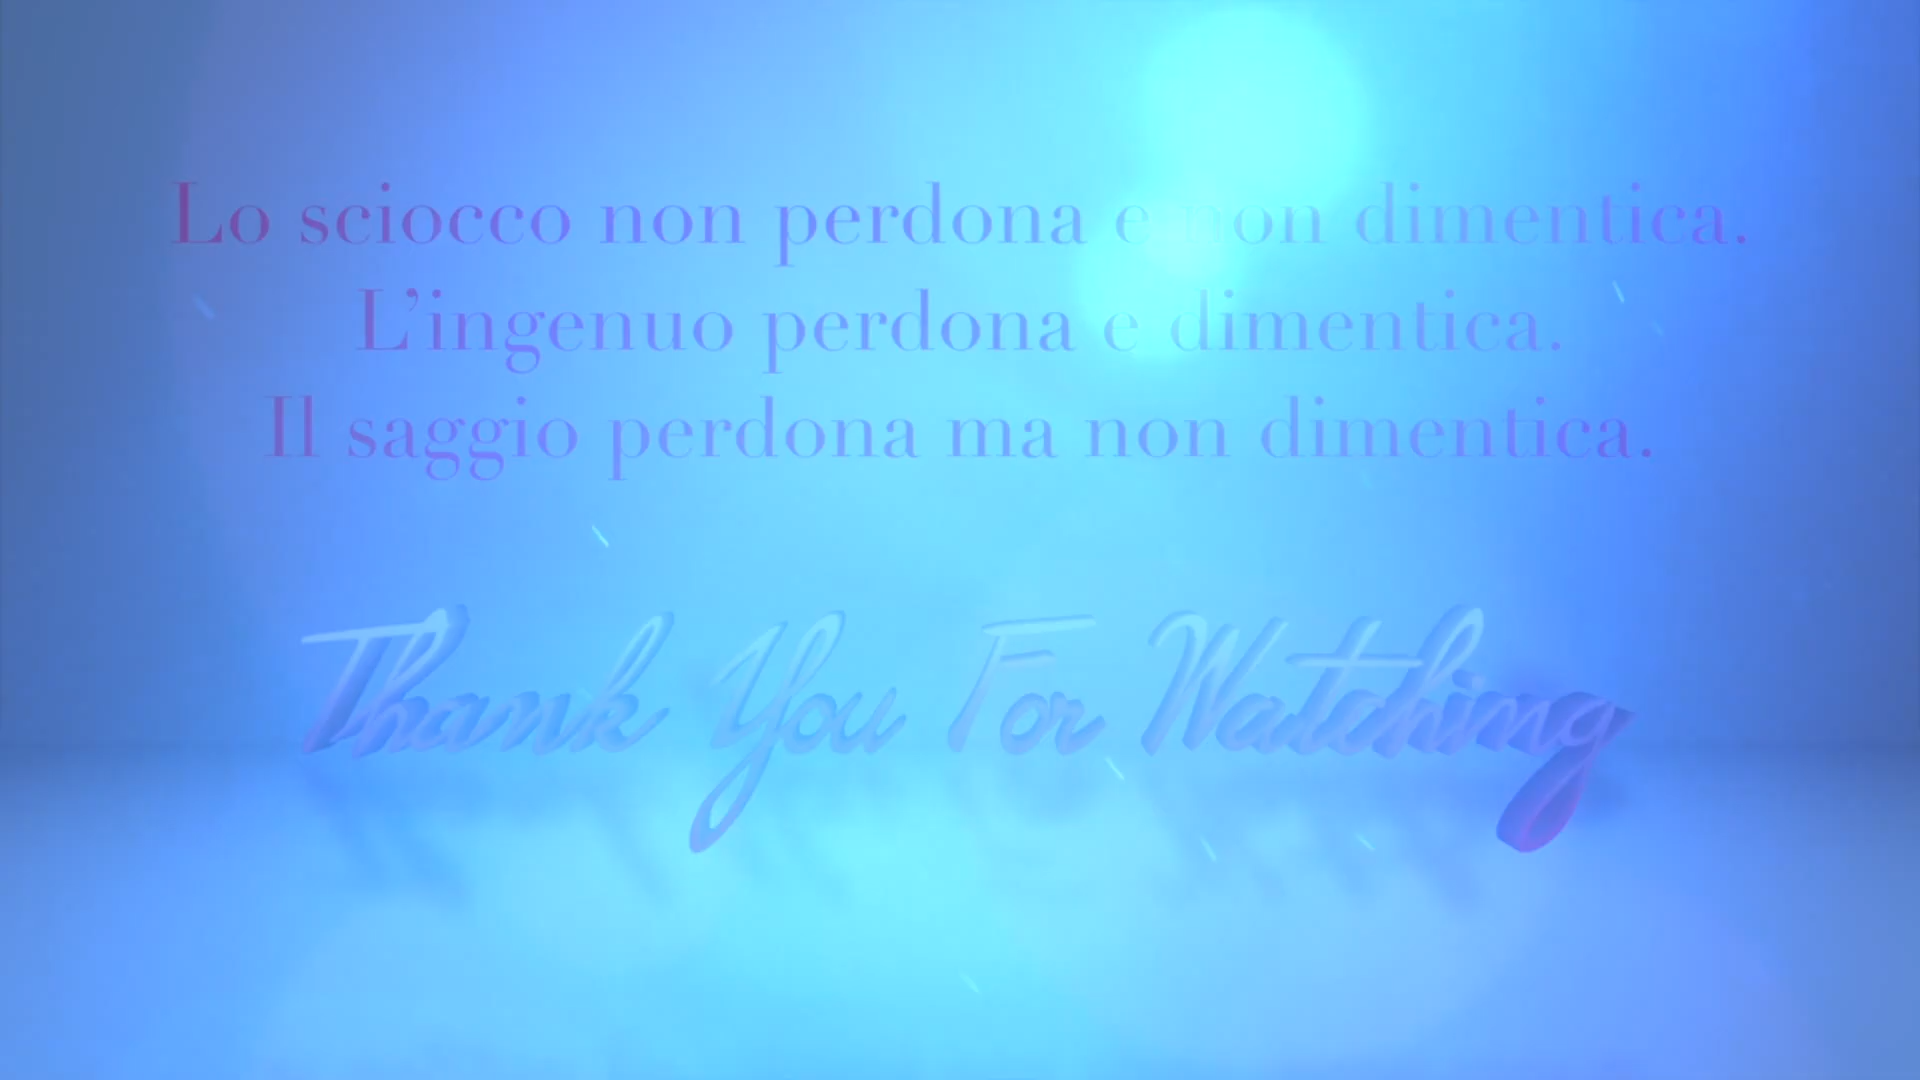 Lo sciocco non perdona e non dimentica.
L’ingenuo perdona e dimentica.
Il saggio perdona ma non dimentica.
Thank You For Watching